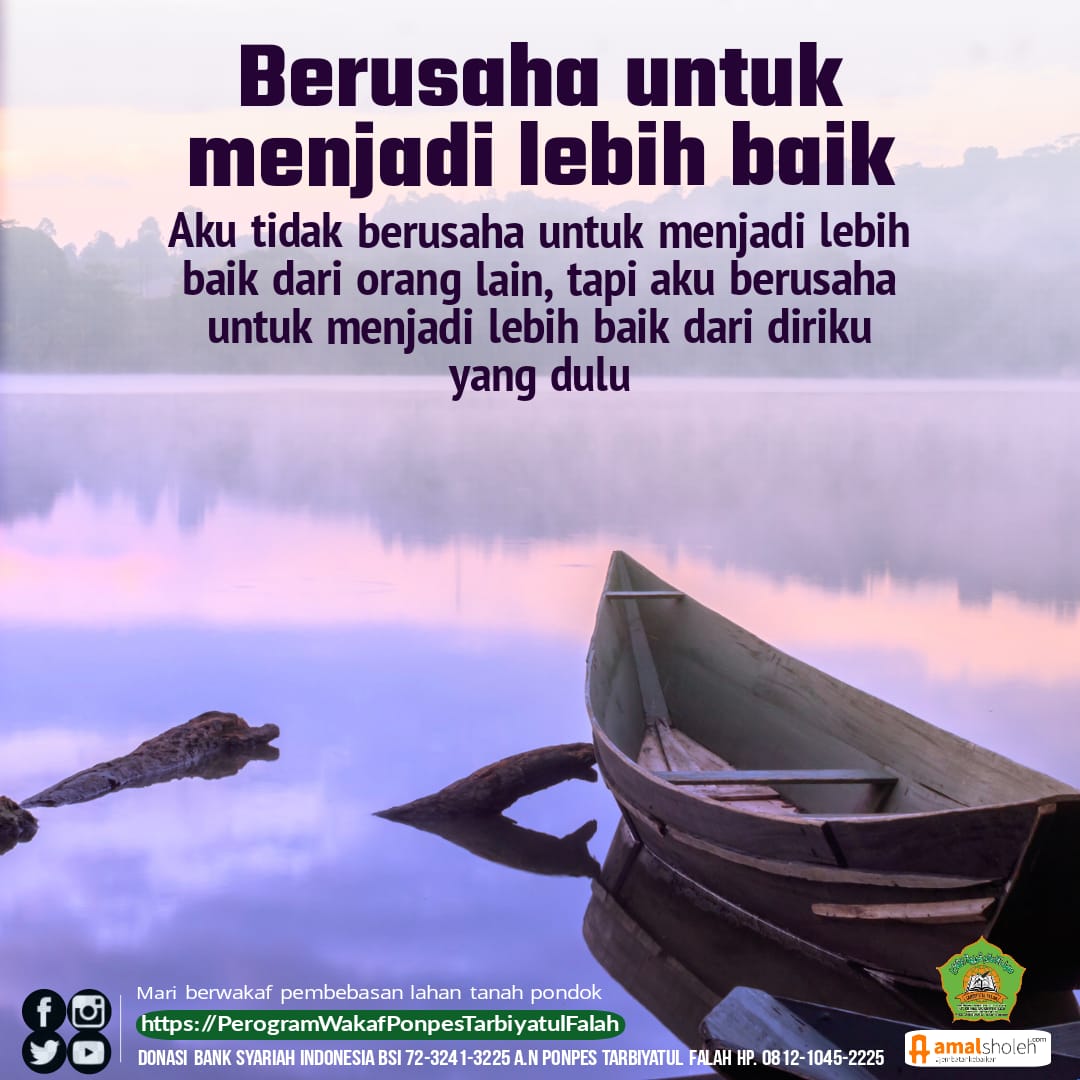 Berusaha untuk
menjadi lebih baik
Aku tidak berusaha untuk menjadi lebih
baik dari orang lain, tapi aku berusaha
untuk menjadi lebih baik dari diriku
yang dulu
Mari berwakaf pembebasan lahan tanah pondok
https://PerogramWakafPonpesTarbiyatulFalah
DONASI BANK SYARIAH INDONESIA BSI 72-3241-3225 A.N PONPES TARBIYATUL FALAH HP. 0812-1045-2225
amalsholeh.com